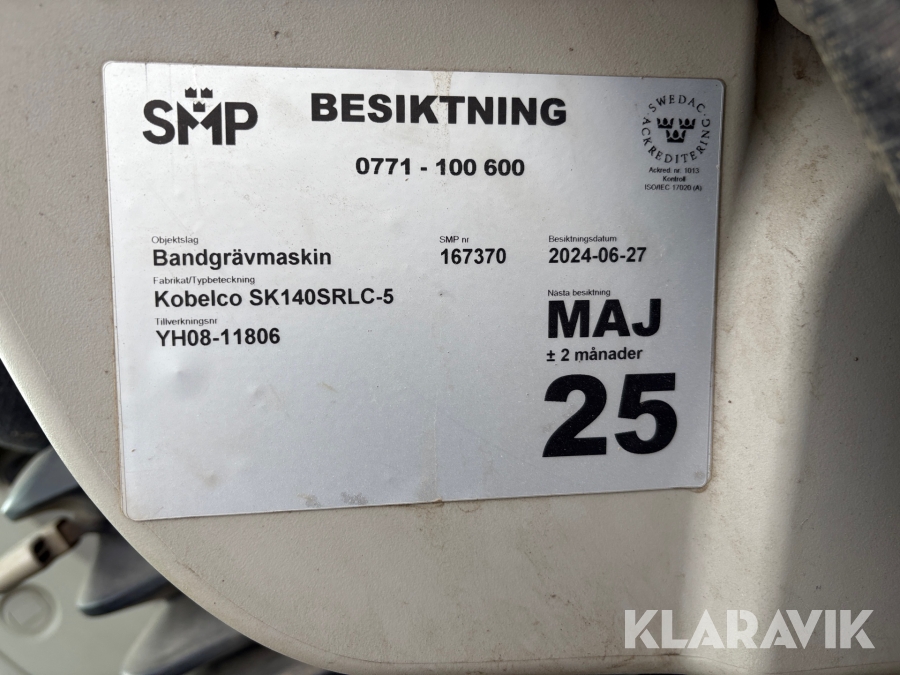 SMP
BESIKTNING
0771 - 100 600
SWEDAC
ACKREDITERING
Ackred. nr. 1013
Kontroll
ISO/IEC 17020 (A)
Objektslag
Bandgrävmaskin
SMP nr
167370
Besiktningsdatum
2024-06-27
Fabrikat/Typbeteckning
Kobelco SK140SRLC-5
Tillverkningsnr
YH08-11806
Nästa besiktning
MAJ
± 2 månader
25
KLARAVIK